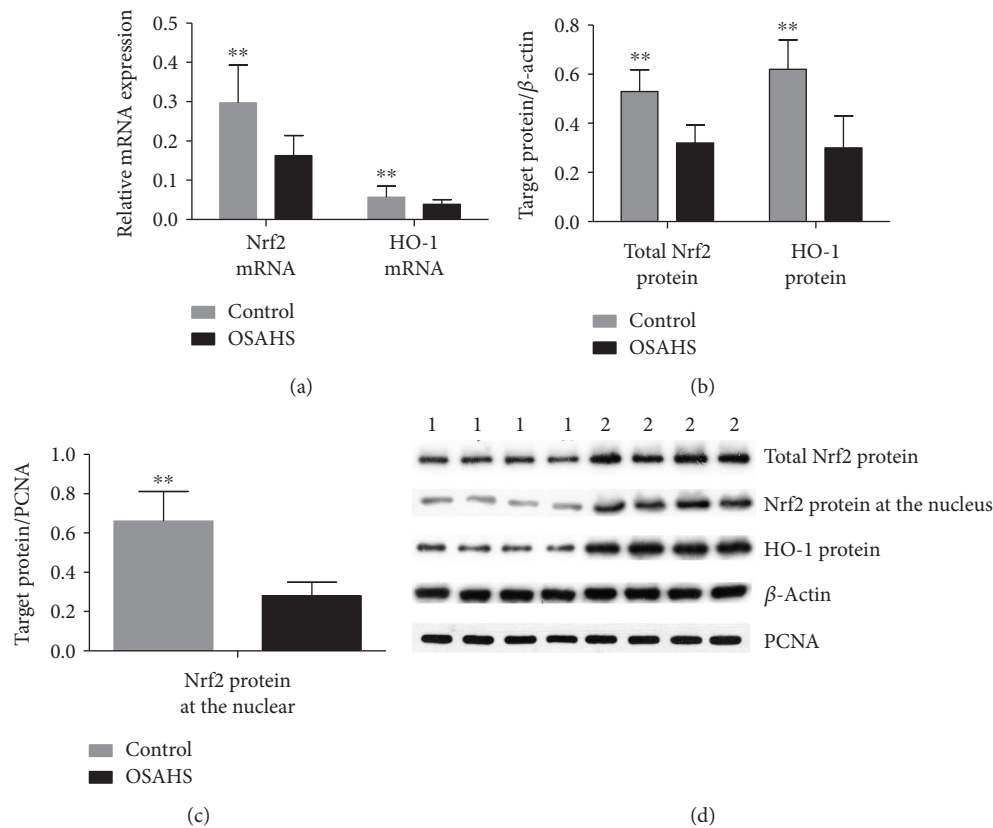 Relative mRNA expression
0.5
0.4
0.3
0.2
0.1
0.0
**
**
Nrf2
mRNA
HO-1
mRNA
Control
OSAHS
(a)
Target protein/β-actin
0.8
0.6
0.4
0.2
0.0
**
**
Total Nrf2
protein
HO-1
protein
Control
OSAHS
(b)
Target protein/PCNA
1.0
0.8
0.6
0.4
0.2
0.0
**
Nrf2 protein
at the nuclear
Control
OSAHS
(c)
1 1 1 1 2 2 2 2
Total Nrf2 protein
Nrf2 protein at the nucleus
HO-1 protein
β-Actin
PCNA
(d)